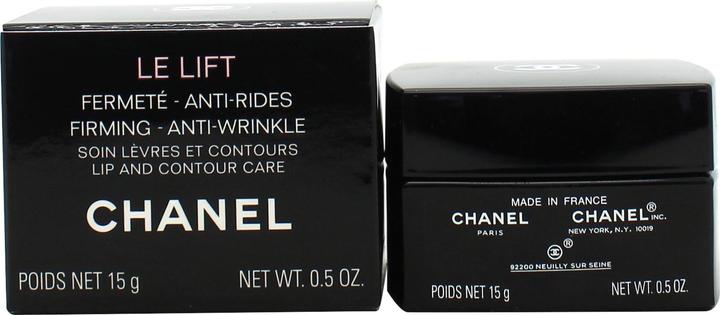 LE LIFT
FERMETÉ - ANTI-RIDES
FIRMING - ANTI-WRINKLE
SOIN LÈVRES ET CONTOURS
LIP AND CONTOUR CARE
CHANEL
POIDS NET 15 g NET WT. 0.5 OZ.
MADE IN FRANCE
CHANEL CHANEL® INC.
PARIS NEW YORK, N.Y. 10019
®
92200 NEUILLY SUR SEINE
POIDS NET 15 g NET WT. 0.5 OZ.